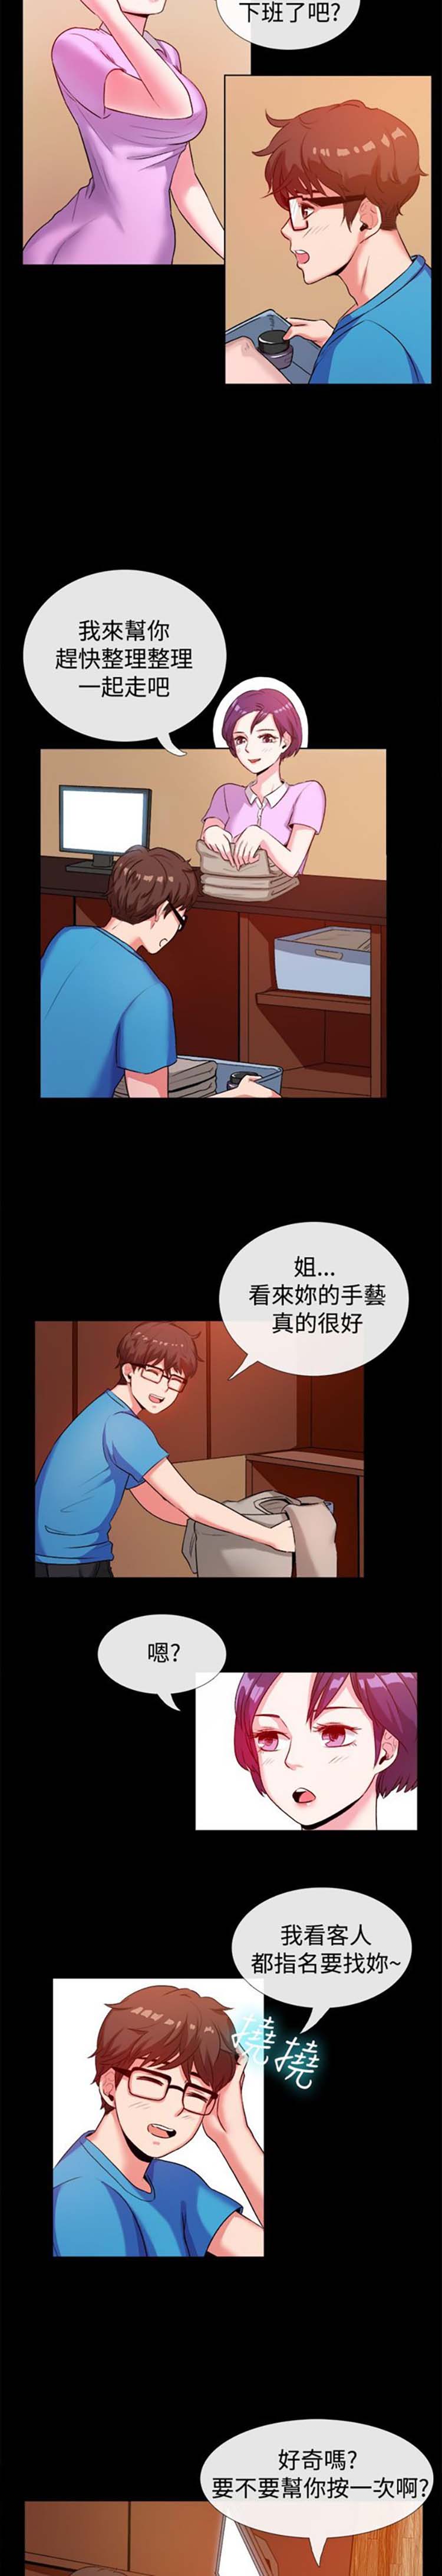 下班了吧?
我來幫你
趕快整理整理
一起走吧
姐...
看來妳的手藝
真的很好
嗯?
我看客人
都指名要找妳~
撓撓
好奇嗎?
要不要幫你按一次啊?